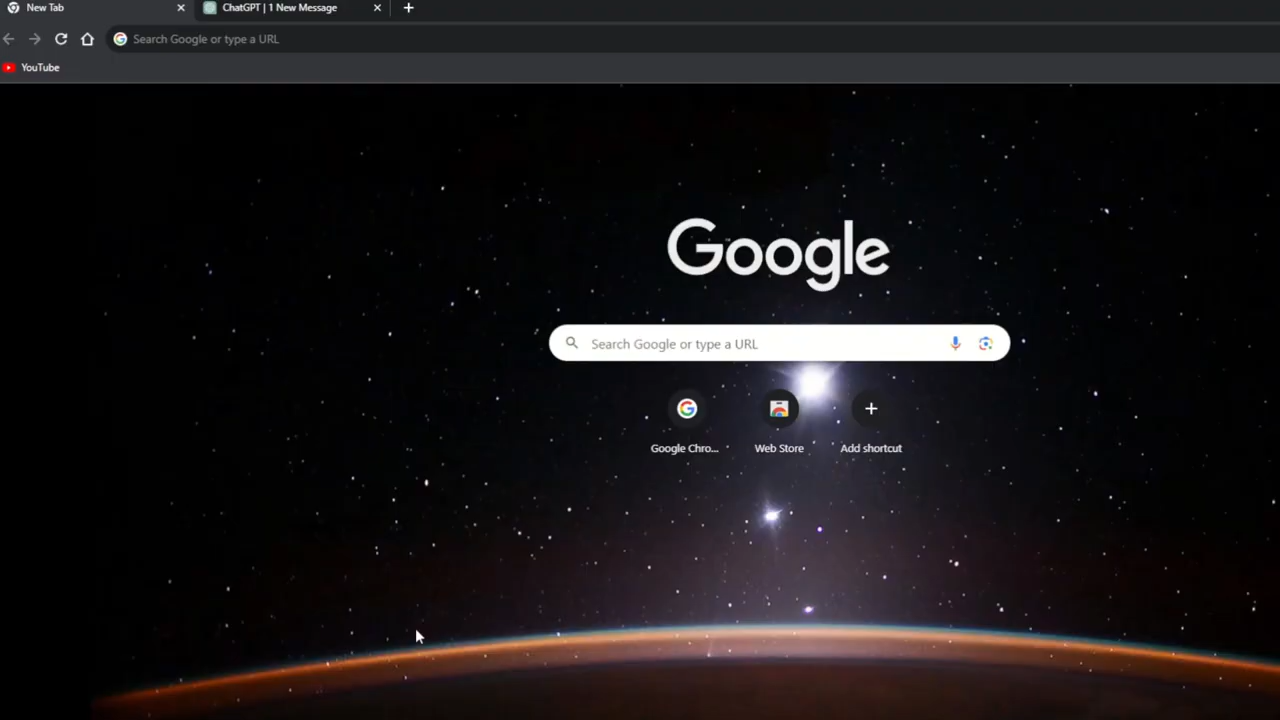 New Tab
ChatGPT | 1 New Message
Search Google or type a URL
YouTube
Google
Search Google or type a URL
Google Chro...
Web Store
Add shortcut